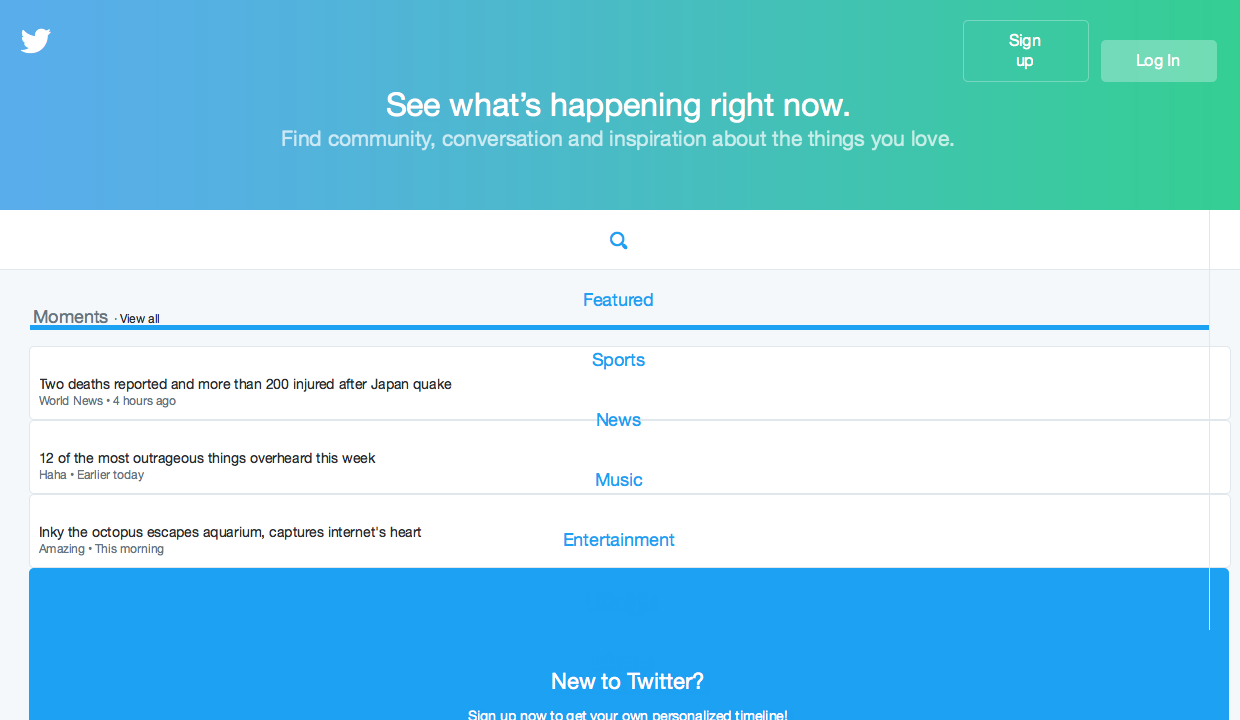 Sign
up
Log In
See what's happening right now.
Find community, conversation and inspiration about the things you love.
Featured
Moments · View all
Sports
Two deaths reported and more than 200 injured after Japan quake
World News • 4 hours ago
News
12 of the most outrageous things overheard this week
Haha • Earlier today
Music
Inky the octopus escapes aquarium, captures internet's heart
Amazing • This morning
Entertainment
New to Twitter?
Sign up now to get your own personalized timeline!